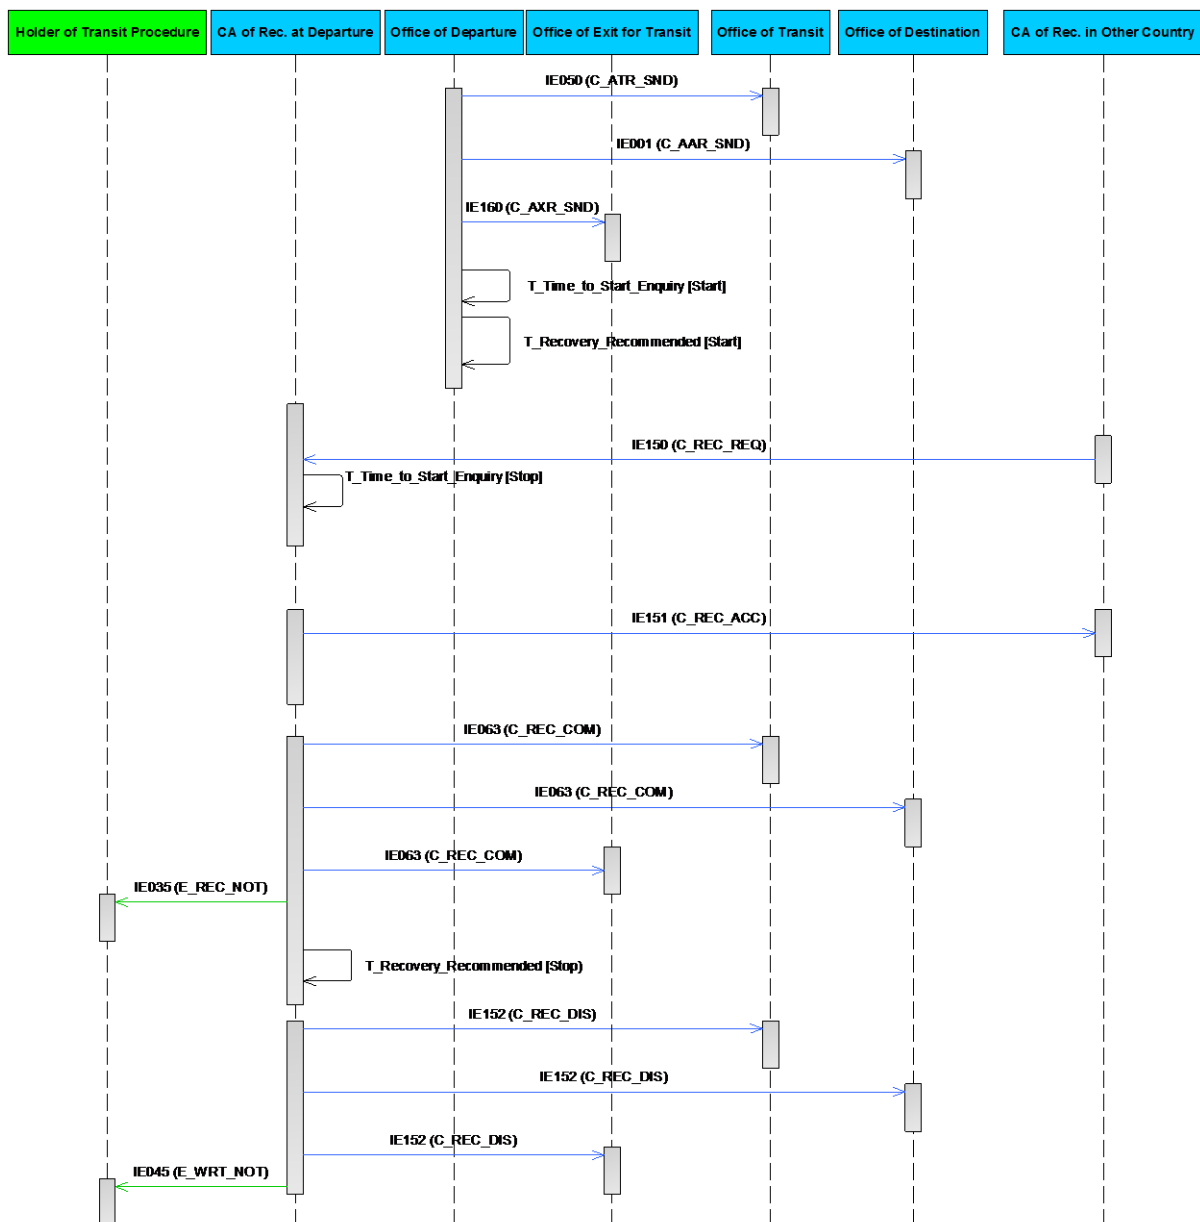 Holder of Transit Procedure
CA of Rec. at Departure
Office of Departure
Office of Exit for Transit
Office of Transit
Office of Destination
CA of Rec. in Other Country
IE050 (C_ATR_SND)
IE001 (C_AAR_SND)
IE160 (C_AXR_SND)
T_Time_to_Start_Enquiry [Start]
T_Recovery_Recommended [Start]
IE150 (C_REC_REQ)
T_Time_to_Start_Enquiry [Stop]
IE151 (C_REC_ACC)
IE063 (C_REC_COM)
IE063 (C_REC_COM)
IE063 (C_REC_COM)
IE035 (E_REC_NOT)
T_Recovery_Recommended [Stop)
IE152 (C_REC_DIS)
IE152 (C_REC_DIS)
IE152 (C_REC_DIS)
IE045 (E_WRT_NOT)